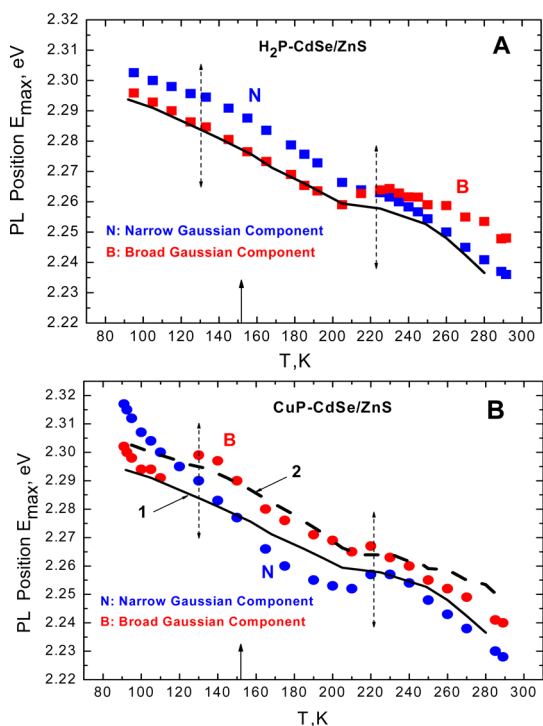 2.32
2.31
2.30
2.29
2.28
2.27
2.26
2.25
2.24
2.23
2.22
PL Position Emax, eV
H2P-CdSe/ZnS
A
N
B
N: Narrow Gaussian Component
B: Broad Gaussian Component
80 100 120 140 160 180 200 220 240 260 280 300
T,K
2.32
2.31
2.30
2.29
2.28
2.27
2.26
2.25
2.24
2.23
2.22
PL Position Emax, eV
CuP-CdSe/ZnS
B
B
2
1
N
N: Narrow Gaussian Component
B: Broad Gaussian Component
80 100 120 140 160 180 200 220 240 260 280 300
T,K